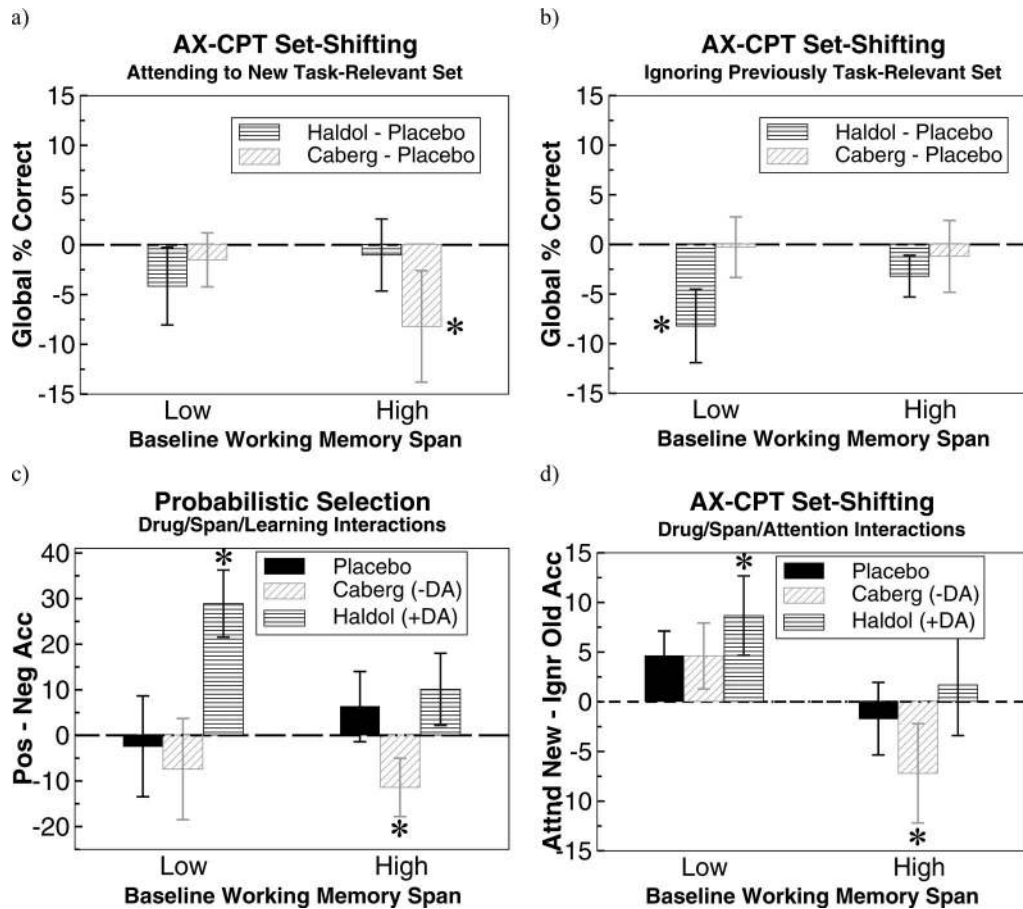 a)
AX-CPT Set-Shifting
Attending to New Task-Relevant Set
Global % Correct
15
10
5
0
-5
-10
-15
Haldol - Placebo
Caberg - Placebo
*
Low
High
Baseline Working Memory Span
b)
AX-CPT Set-Shifting
Ignoring Previously Task-Relevant Set
Global % Correct
15
10
5
0
-5
-10
-15
Haldol - Placebo
Caberg - Placebo
*
Low
High
Baseline Working Memory Span
c)
Probabilistic Selection
Drug/Span/Learning Interactions
Pos - Neg Acc
40
30
20
10
0
-10
-20
Placebo
Caberg (-DA)
Haldol (+DA)
*
*
Low
High
Baseline Working Memory Span
d)
AX-CPT Set-Shifting
Drug/Span/Attention Interactions
Attnd New - Ignr Old Acc
15
10
5
0
-5
-10
-15
Placebo
Caberg (-DA)
Haldol (+DA)
*
*
Low
High
Baseline Working Memory Span